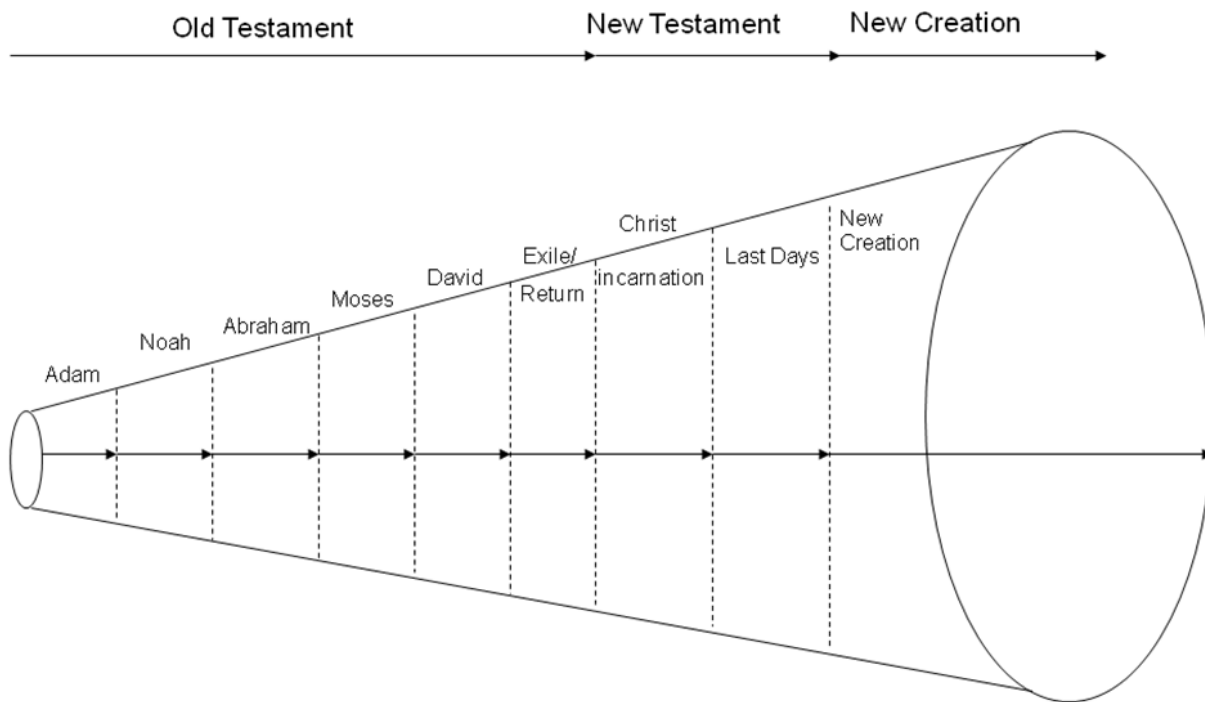 Old Testament
New Testament
New Creation
Adam
Noah
Abraham
Moses
David
Exile/
Return
Christ
incarnation
Last Days
New
Creation